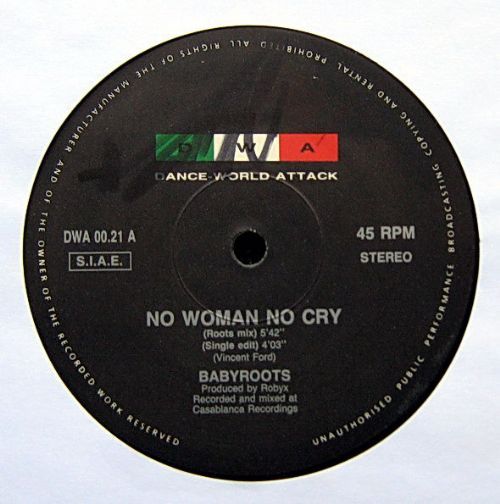 ALL RIGHTS OF THE MANUFACTURER AND OF THE OWNER OF THE RECORDED WORK RESERVED
UNAUTHORISED PUBLIC PERFORMANCE BROADCASTING COPYING AND RENTAL PROHIBITED
D W A
DANCE-WORLD ATTACK
DWA 00.21 A
S.I.A.E.
45 RPM
STEREO
NO WOMAN NO CRY
(Roots mix) 5'42"
(Single edit) 4'03"
(Vincent Ford)
BABYROOTS
Produced by Robyx
Recorded and mixed at
Casablanca Recordings